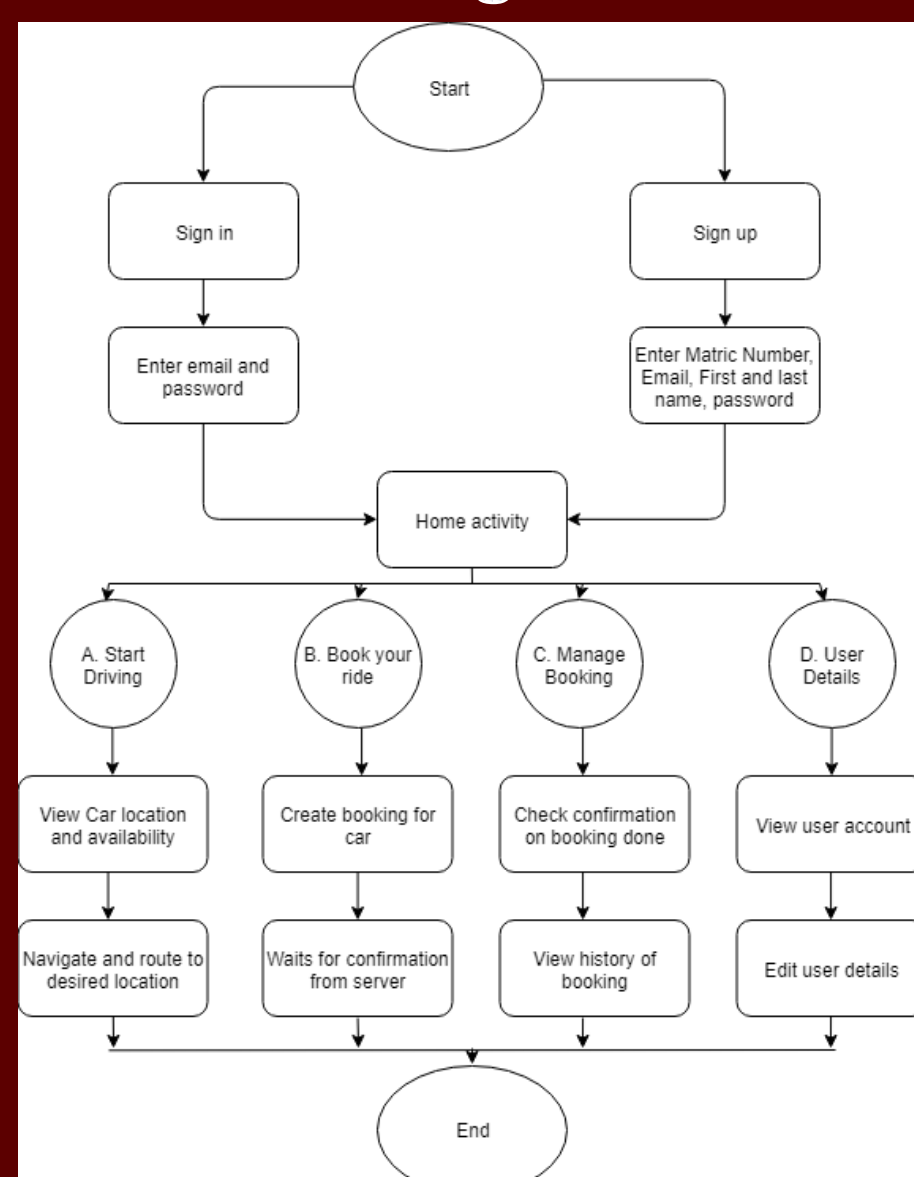 Start
Sign in
Sign up
Enter email and
password
Enter Matric Number,
Email, First and last
name, password
Home activity
A. Start
Driving
B. Book your
ride
C. Manage
Booking
D. User
Details
View Car location
and availability
Create booking for
car
Check confirmation
on booking done
View user account
Navigate and route to
desired location
Waits for confirmation
from server
View history of
booking
Edit user details
End